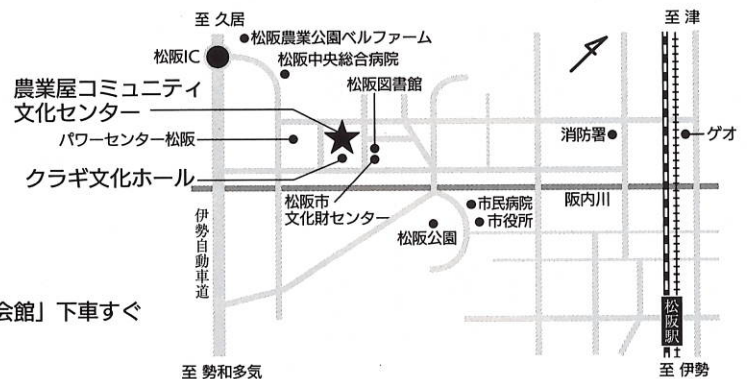 至 久居
至 津
松阪農業公園ベルファーム
松阪IC
松阪中央総合病院
農業屋コミュニティ
文化センター
松阪図書館
パワーセンター松阪
消防署
ゲオ
クラギ文化ホール
松阪市
文化財センター
阪内川
市民病院
市役所
松阪公園
伊勢自動車道
会館」下車すぐ
松阪駅
至 勢和多気
至 伊勢